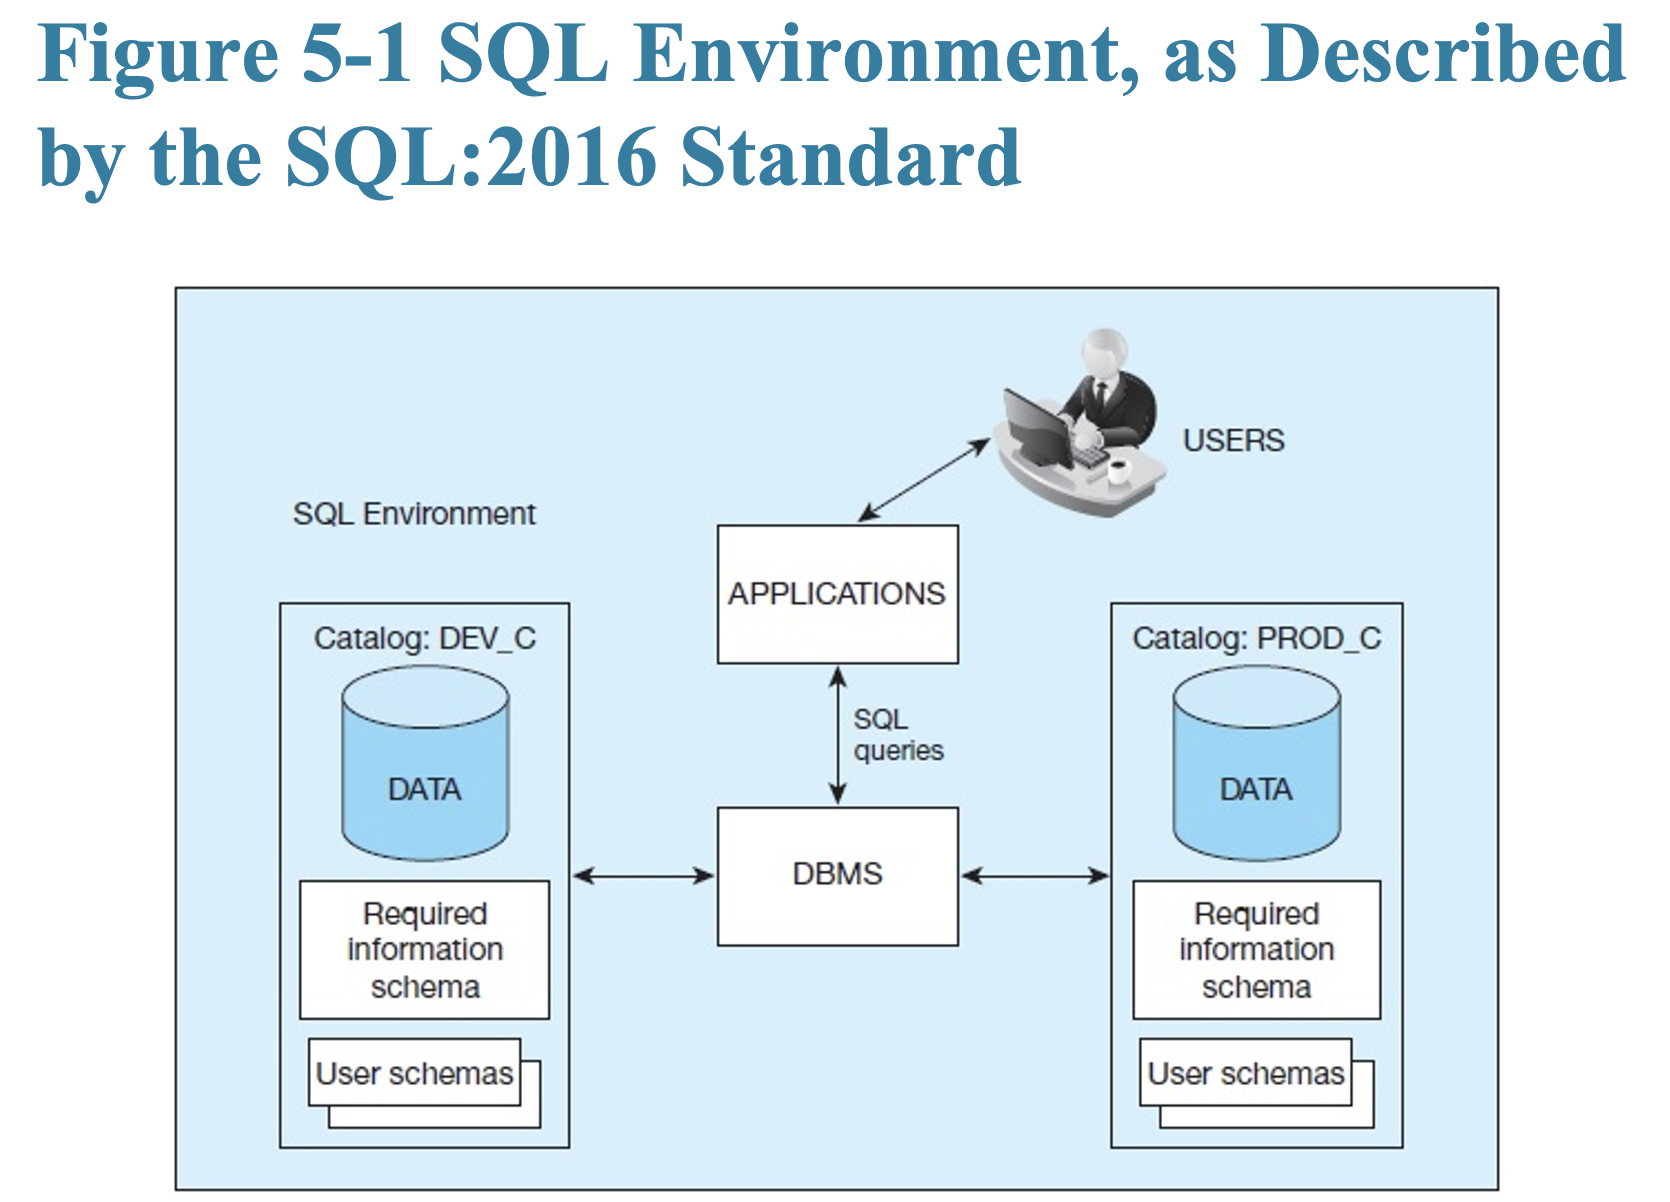 Figure 5-1 SQL Environment, as Described
by the SQL:2016 Standard
USERS
SQL Environment
APPLICATIONS
Catalog: DEV_C
DATA
Required
information
schema
User schemas
SQL
queries
DBMS
Catalog: PROD_C
DATA
Required
information
schema
User schemas